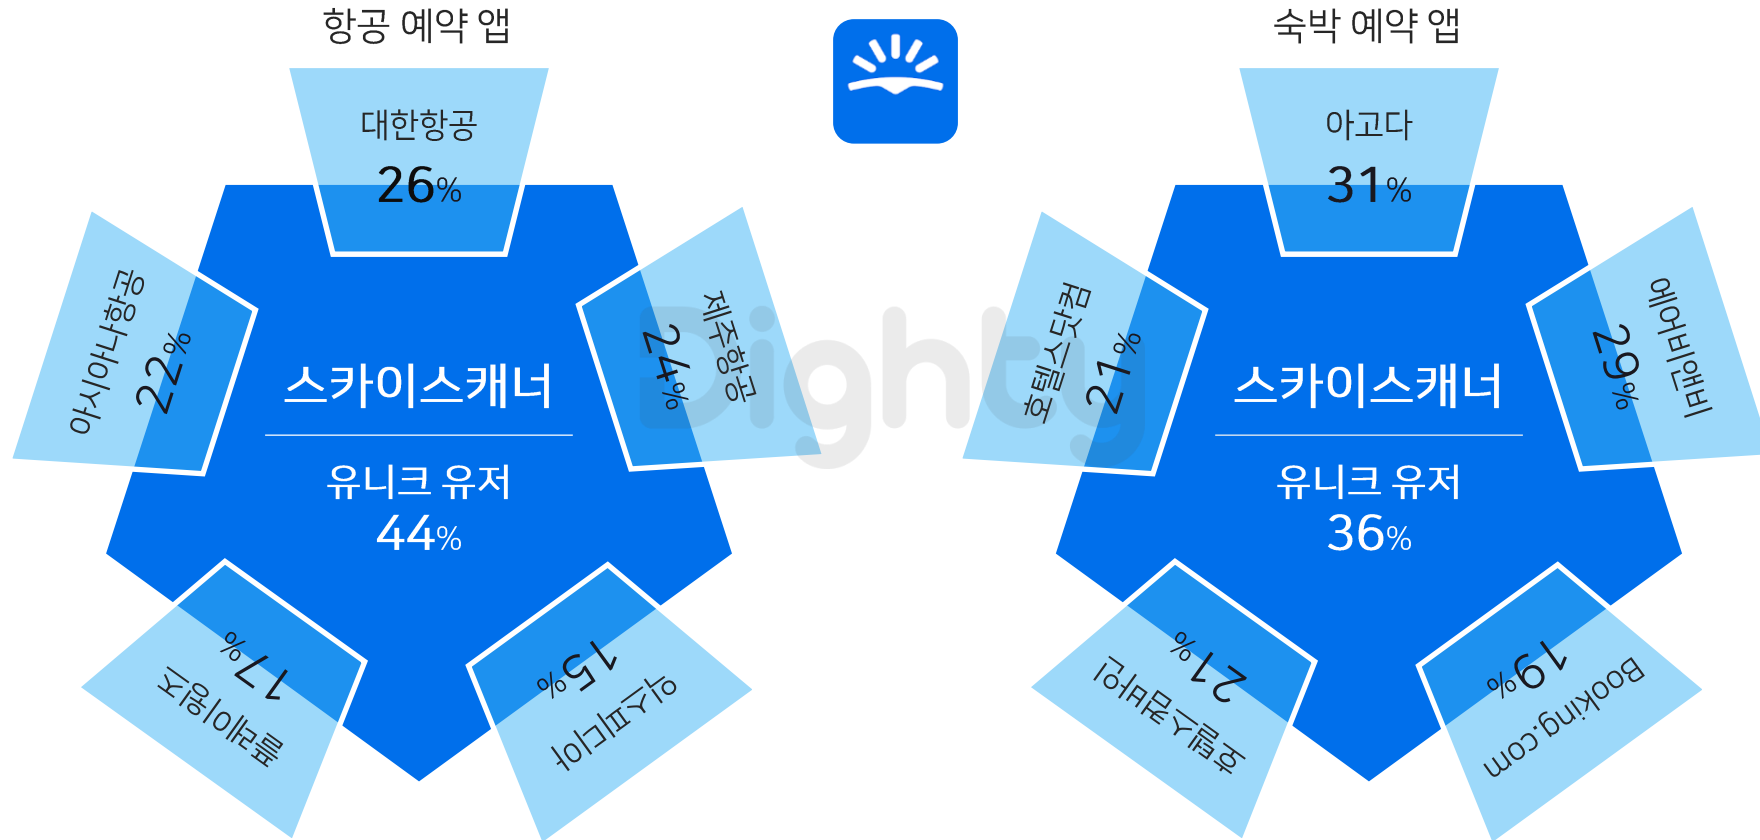 항공 예약 앱
대한항공
26%
제주항공
24%
익스피디아
15%
플레이윙즈
17%
아시아나항공
22%
스카이스캐너
유니크 유저
44%
Dighty
숙박 예약 앱
아고다
31%
에어비앤비
29%
Booking.com
19%
호텔스컴바인
21%
호텔스닷컴
21%
스카이스캐너
유니크 유저
36%